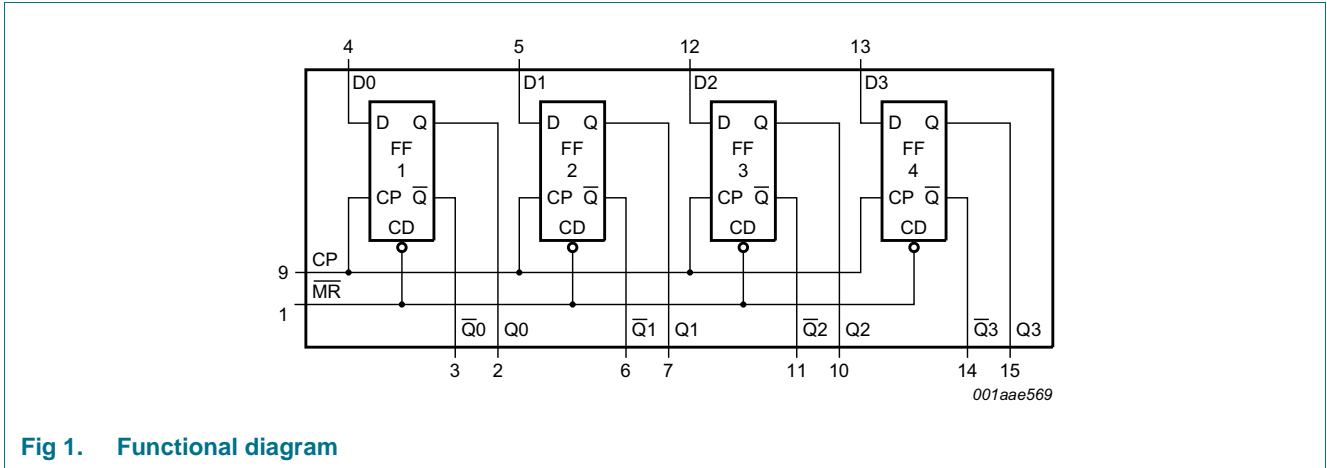 4 5 12 13
D0 D1 D2 D3
D Q D Q D Q D Q
FF FF FF FF
1 2 3 4
CP Q̅ CP Q̅ CP Q̅ CP Q̅
CD CD CD CD
9 CP
1 M̅R̅
Q̅0 Q0 Q̅1 Q1 Q̅2 Q2 Q̅3 Q3
3 2 6 7 11 10 14 15
001aae569
Fig 1. Functional diagram